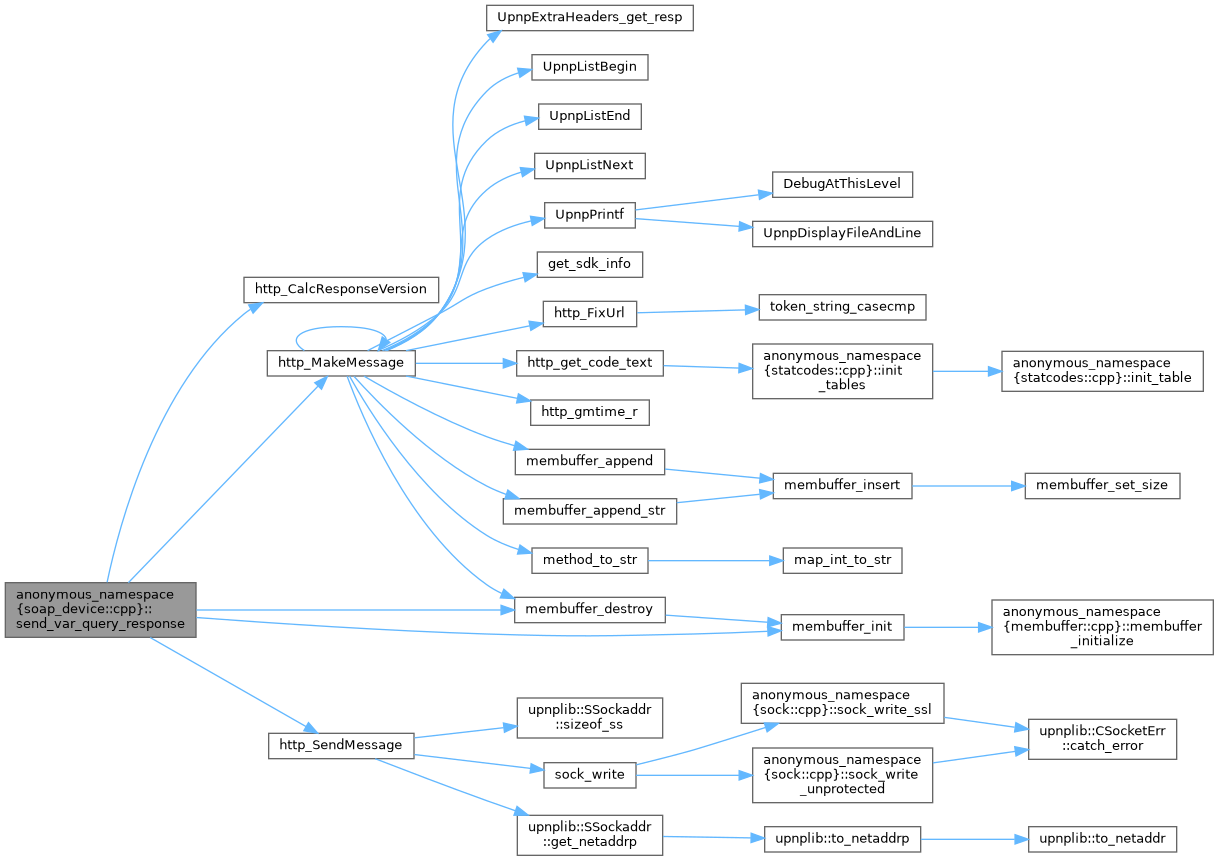 UpnpExtraHeaders_get_resp
UpnpListBegin
UpnpListEnd
UpnpListNext
DebugAtThisLevel
UpnpPrintf
UpnpDisplayFileAndLine
get_sdk_info
http_CalcResponseVersion
token_string_casecmp
http_FixUrl
http_MakeMessage
http_get_code_text
anonymous_namespace
{statcodes::cpp}::init
_tables
anonymous_namespace
{statcodes::cpp}::init_table
http_gmtime_r
membuffer_append
membuffer_insert
membuffer_set_size
membuffer_append_str
method_to_str
map_int_to_str
anonymous_namespace
{soap_device::cpp}::
send_var_query_response
membuffer_destroy
membuffer_init
anonymous_namespace
{membuffer::cpp}::membuffer
_initialize
upnplib::SSockaddr
::sizeof_ss
anonymous_namespace
{sock::cpp}::sock_write_ssl
http_SendMessage
upnplib::CSocketErr
::catch_error
sock_write
anonymous_namespace
{sock::cpp}::sock_write
_unprotected
upnplib::SSockaddr
::get_netaddrp
upnplib::to_netaddrp
upnplib::to_netaddr